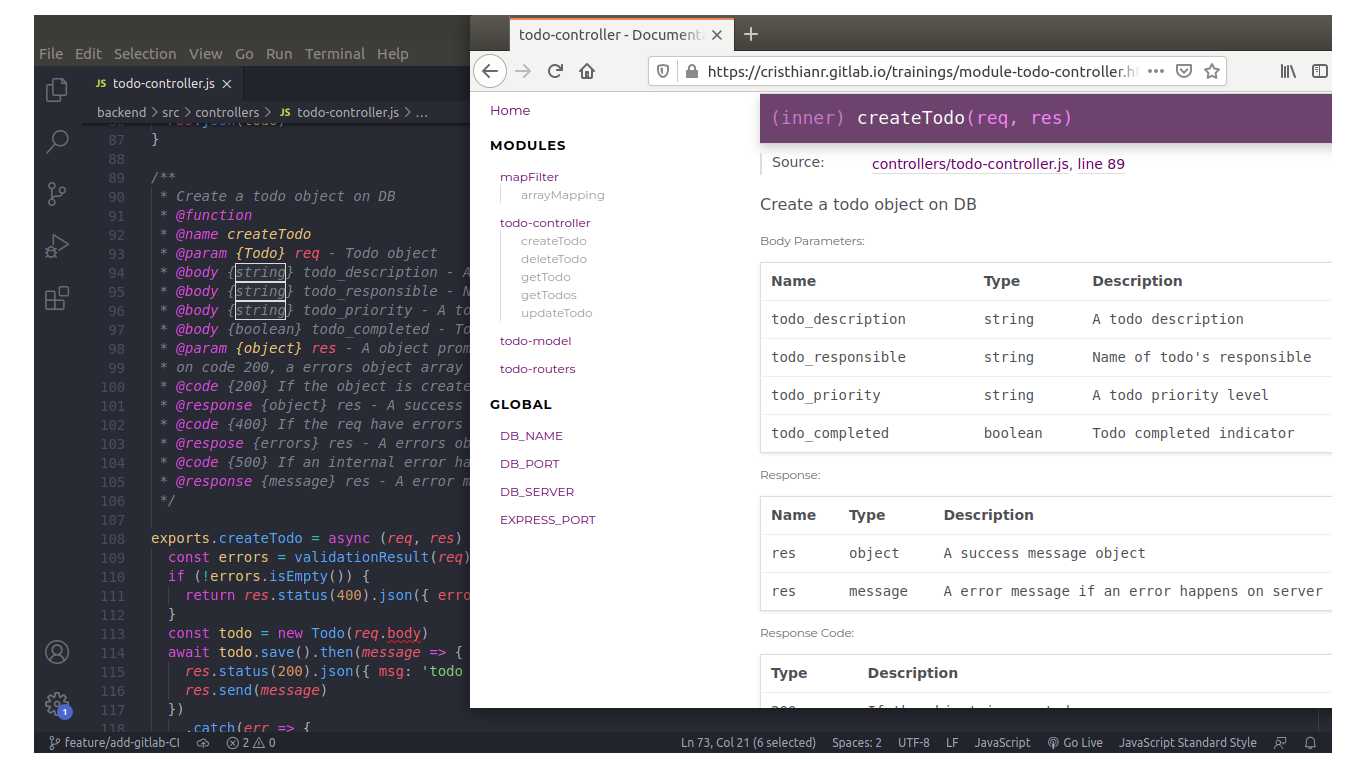 File Edit Selection View Go Run Terminal Help
JS todo-controller.js
backend > src > controllers > JS todo-controller.js > ...
87 }
88
89 /**
90 * Create a todo object on DB
91 * @function
92 * @name createTodo
93 * @param {Todo} req - Todo object
94 * @body {string} todo_description - A
95 * @body {string} todo_responsible - N
96 * @body {string} todo_priority - A to
97 * @body {boolean} todo_completed - To
98 * @param {object} res - A object prom
99 * on code 200, a errors object array
100 * @code {200} If the object is create
101 * @response {object} res - A success
102 * @code {400} If the req have errors
103 * @respose {errors} res - A errors ob
104 * @code {500} If an internal error ha
105 * @response {message} res - A error m
106 */
107
108 exports.createTodo = async (req, res)
109 const errors = validationResult(req)
110 if (!errors.isEmpty()) {
111 return res.status(400).json({ erro
112 }
113 const todo = new Todo(req.body)
114 await todo.save().then(message => {
115 res.status(200).json({ msg: 'todo
116 res.send(message)
117 })
118 .catch(err => {
1
feature/add-gitlab-CI 2 0 Ln 73, Col 21 (6 selected) Spaces: 2 UTF-8 LF JavaScript Go Live JavaScript Standard Style
todo-controller - Documenta
https://cristhianr.gitlab.io/trainings/module-todo-controller.h
Home
MODULES
mapFilter
arrayMapping
todo-controller
createTodo
deleteTodo
getTodo
getTodos
updateTodo
todo-model
todo-routers
GLOBAL
DB_NAME
DB_PORT
DB_SERVER
EXPRESS_PORT
(inner) createTodo(req, res)
Source: controllers/todo-controller.js, line 89
Create a todo object on DB
Body Parameters:
Name Type Description
todo_description string A todo description
todo_responsible string Name of todo's responsible
todo_priority string A todo priority level
todo_completed boolean Todo completed indicator
Response:
Name Type Description
res object A success message object
res message A error message if an error happens on server
Response Code:
Type Description